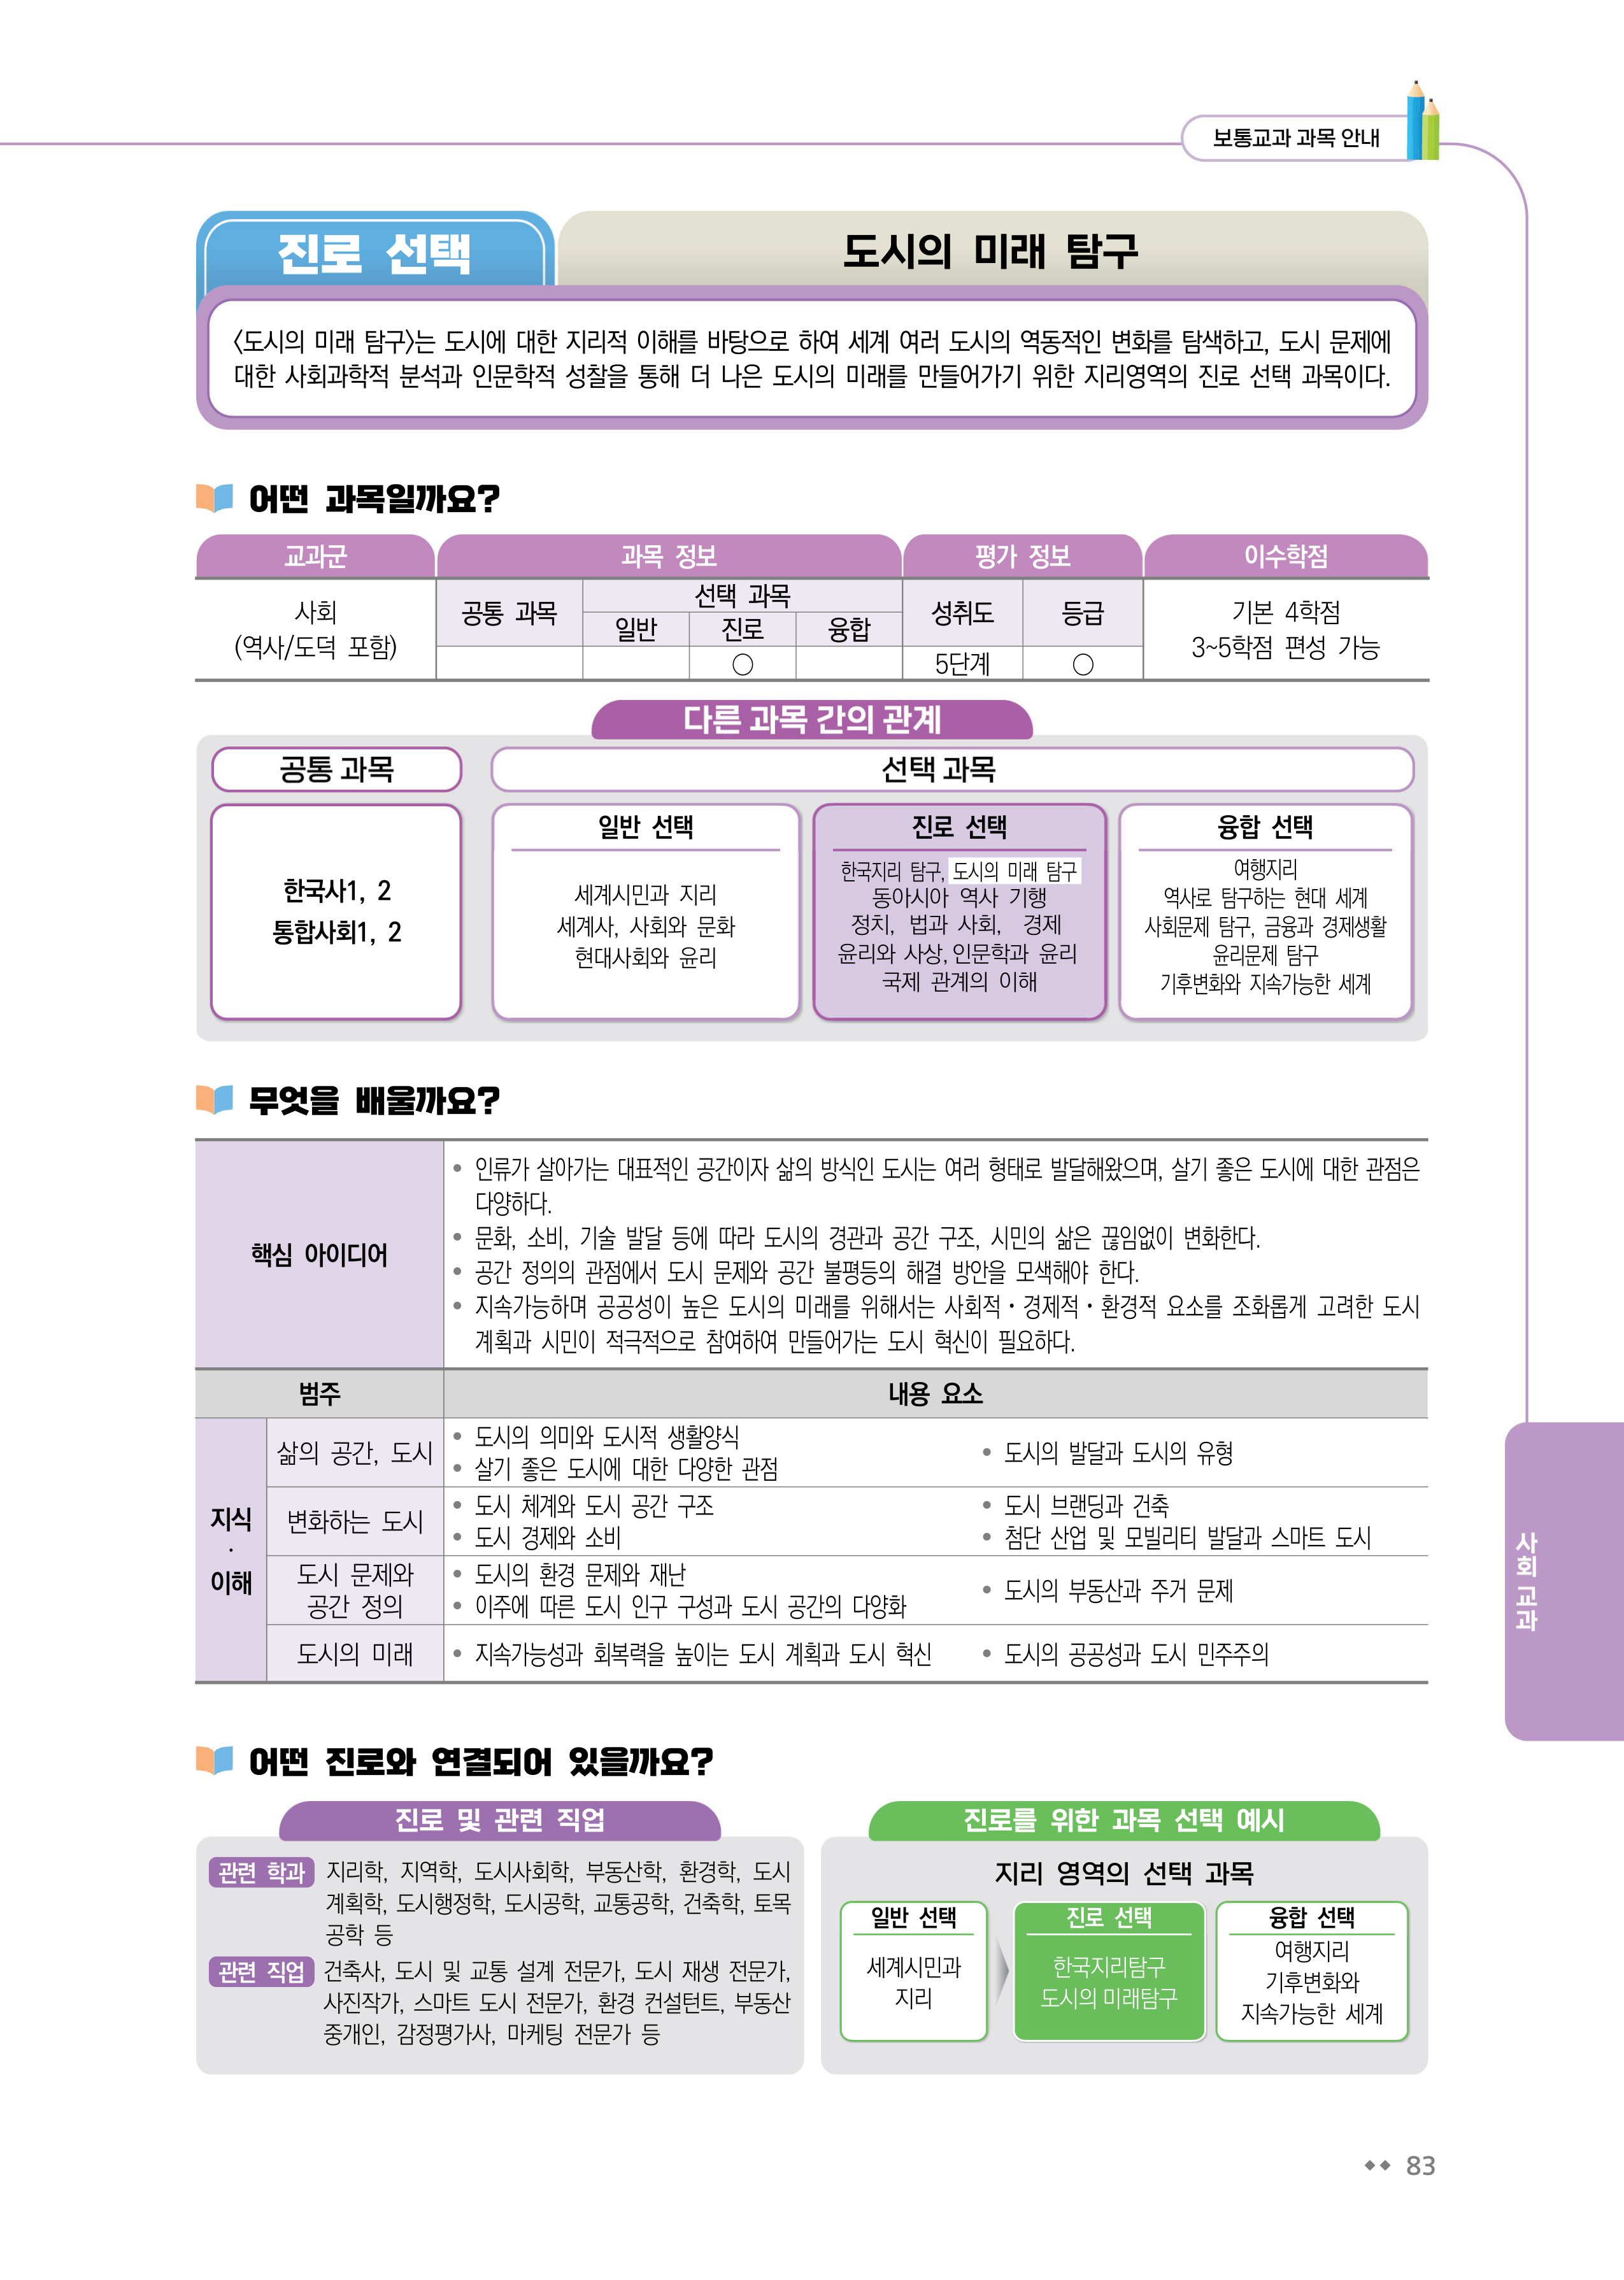 보통교과 과목 안내
진로 선택
도시의 미래 탐구
〈도시의 미래 탐구〉는 도시에 대한 지리적 이해를 바탕으로 하여 세계 여러 도시의 역동적인 변화를 탐색하고, 도시 문제에
대한 사회과학적 분석과 인문학적 성찰을 통해 더 나은 도시의 미래를 만들어가기 위한 지리영역의 진로 선택 과목이다.
어떤 과목일까요?
교과군 과목 정보 평가 정보 이수학점
사회
(역사/도덕 포함)
공통 과목
선택 과목
일반 진로 융합
○
성취도 등급
5단계 ○
기본 4학점
3~5학점 편성 가능
다른 과목 간의 관계
공통 과목
선택 과목
한국사1, 2
통합사회1, 2
일반 선택
세계시민과 지리
세계사, 사회와 문화
현대사회와 윤리
진로 선택
한국지리 탐구, 도시의 미래 탐구
동아시아 역사 기행
정치, 법과 사회, 경제
윤리와 사상, 인문학과 윤리
국제 관계의 이해
융합 선택
여행지리
역사로 탐구하는 현대 세계
사회문제 탐구, 금융과 경제생활
윤리문제 탐구
기후변화와 지속가능한 세계
무엇을 배울까요?
핵심 아이디어
• 인류가 살아가는 대표적인 공간이자 삶의 방식인 도시는 여러 형태로 발달해왔으며, 살기 좋은 도시에 대한 관점은
다양하다.
• 문화, 소비, 기술 발달 등에 따라 도시의 경관과 공간 구조, 시민의 삶은 끊임없이 변화한다.
• 공간 정의의 관점에서 도시 문제와 공간 불평등의 해결 방안을 모색해야 한다.
• 지속가능하며 공공성이 높은 도시의 미래를 위해서는 사회적・경제적・환경적 요소를 조화롭게 고려한 도시
계획과 시민이 적극적으로 참여하여 만들어가는 도시 혁신이 필요하다.
범주 내용 요소
지식
·
이해
삶의 공간, 도시
• 도시의 의미와 도시적 생활양식
• 살기 좋은 도시에 대한 다양한 관점
• 도시의 발달과 도시의 유형
변화하는 도시
• 도시 체계와 도시 공간 구조
• 도시 경제와 소비
• 도시 브랜딩과 건축
• 첨단 산업 및 모빌리티 발달과 스마트 도시
도시 문제와
공간 정의
• 도시의 환경 문제와 재난
• 이주에 따른 도시 인구 구성과 도시 공간의 다양화
• 도시의 부동산과 주거 문제
도시의 미래
• 지속가능성과 회복력을 높이는 도시 계획과 도시 혁신
• 도시의 공공성과 도시 민주주의
사회 교과
어떤 진로와 연결되어 있을까요?
진로 및 관련 직업
관련 학과 지리학, 지역학, 도시사회학, 부동산학, 환경학, 도시
계획학, 도시행정학, 도시공학, 교통공학, 건축학, 토목
공학 등
관련 직업 건축사, 도시 및 교통 설계 전문가, 도시 재생 전문가,
사진작가, 스마트 도시 전문가, 환경 컨설턴트, 부동산
중개인, 감정평가사, 마케팅 전문가 등
진로를 위한 과목 선택 예시
지리 영역의 선택 과목
일반 선택
세계시민과
지리
진로 선택
한국지리탐구
도시의 미래탐구
융합 선택
여행지리
기후변화와
지속가능한 세계
◆◆ 83